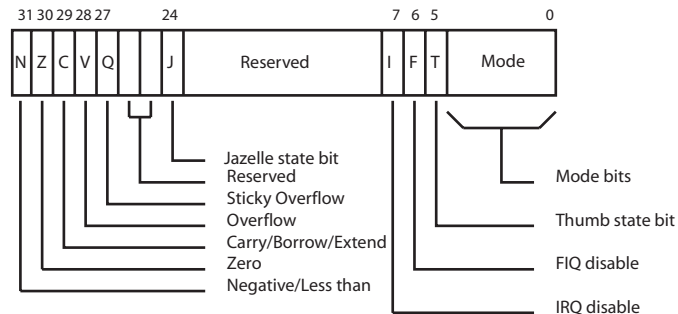 31 30 29 28 27 24 7 6 5 0
N Z C V Q J Reserved I F T Mode
Jazelle state bit
Reserved Mode bits
Sticky Overflow
Overflow Thumb state bit
Carry/Borrow/Extend
Zero FIQ disable
Negative/Less than
IRQ disable